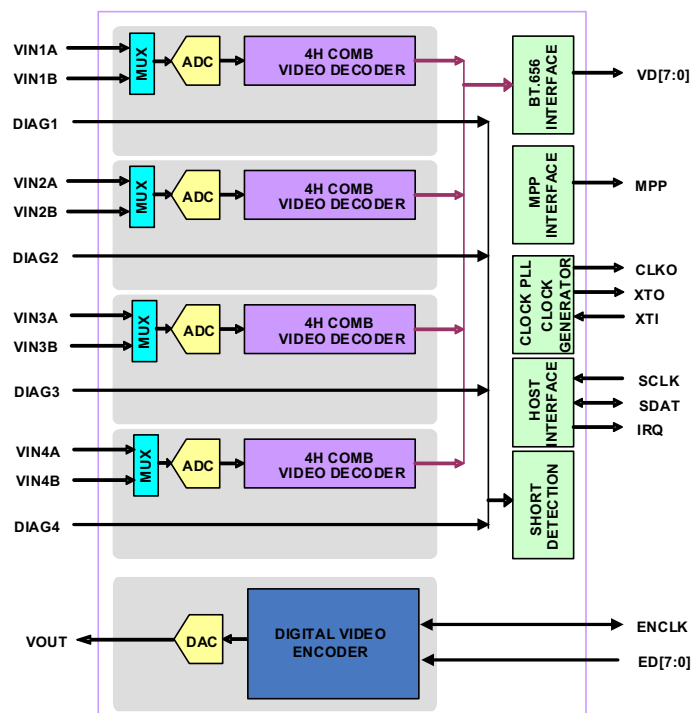 VIN1A
VIN1B
MUX
ADC
4H COMB
VIDEO DECODER
DIAG1
VIN2A
VIN2B
MUX
ADC
4H COMB
VIDEO DECODER
DIAG2
VIN3A
VIN3B
MUX
ADC
4H COMB
VIDEO DECODER
DIAG3
VIN4A
VIN4B
MUX
ADC
4H COMB
VIDEO DECODER
DIAG4
BT.656
INTERFACE
VD[7:0]
MPP
INTERFACE
MPP
CLOCK PLL
CLOCK
GENERATOR
CLKO
XTO
XTI
HOST
INTERFACE
SCLK
SDAT
IRQ
SHORT
DETECTION
VOUT
DAC
DIGITAL VIDEO
ENCODER
ENCLK
ED[7:0]